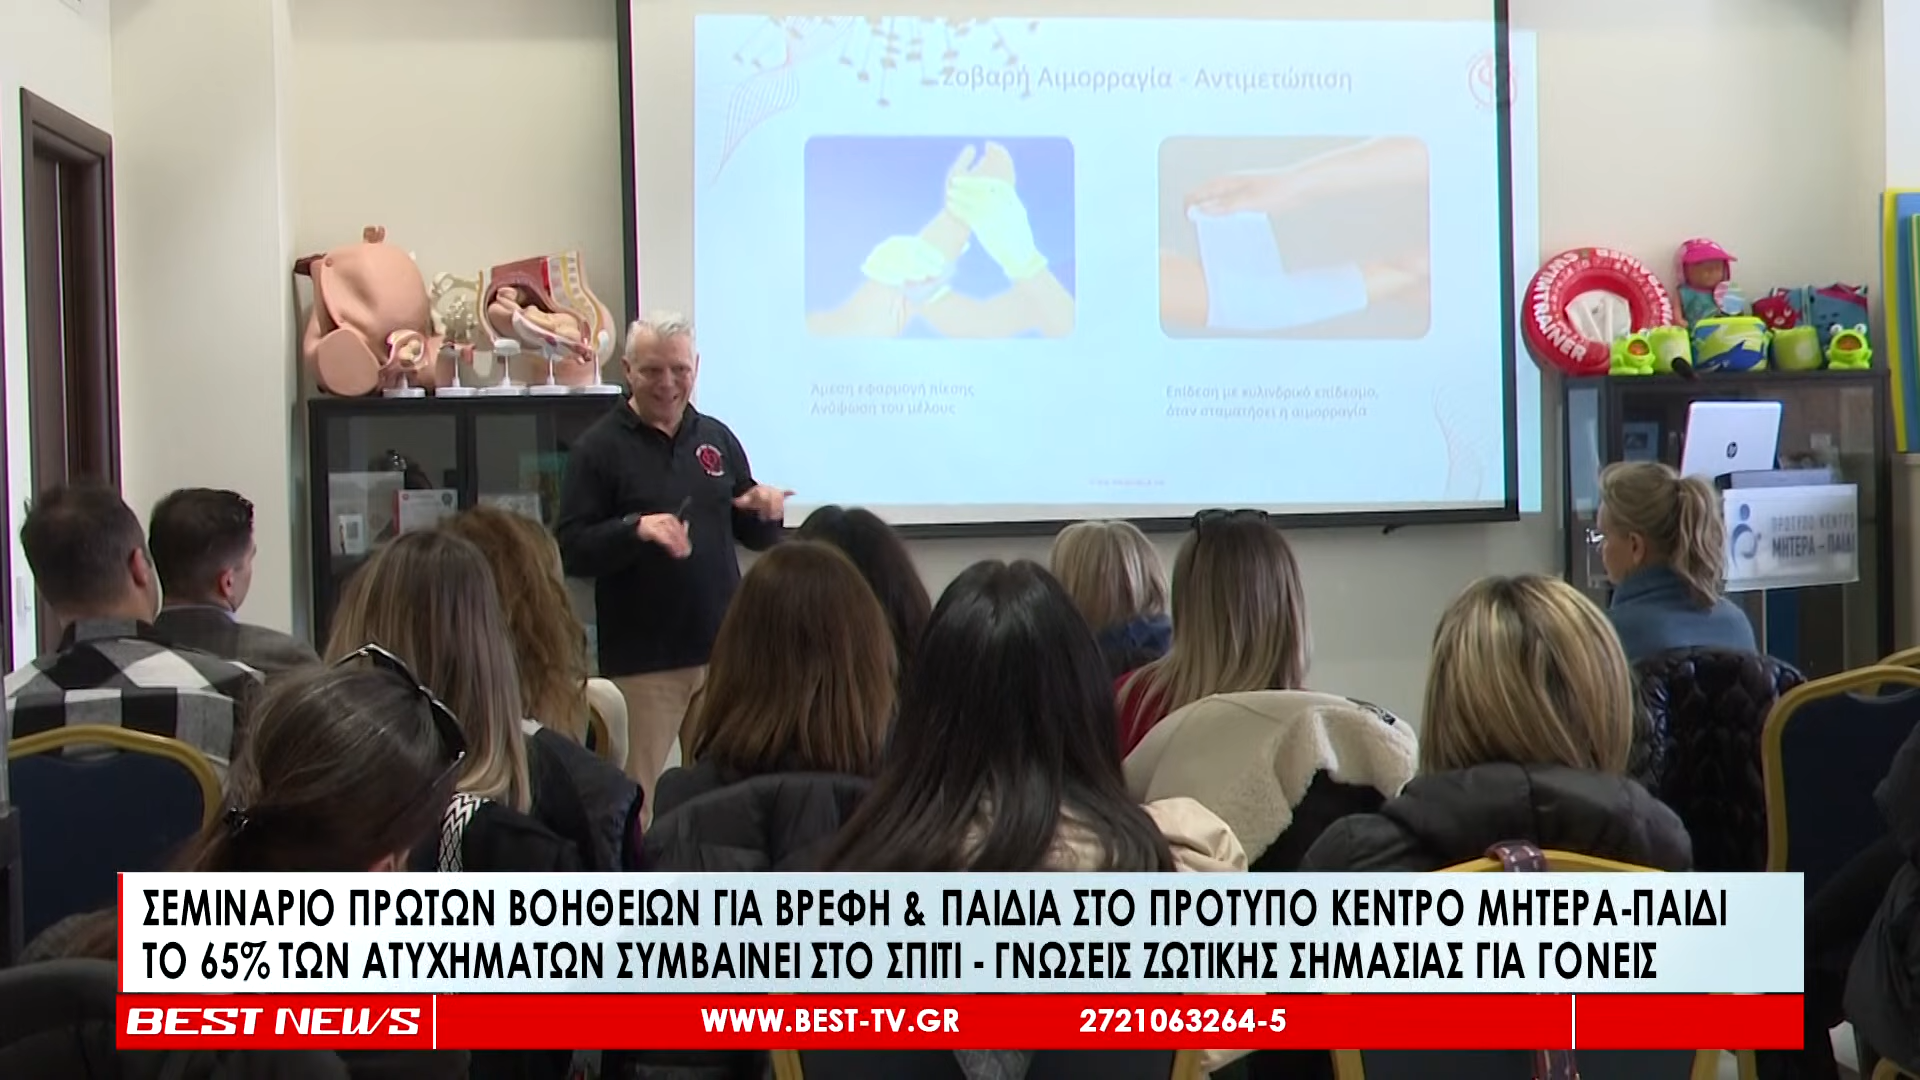 Σοβαρή Αιμορραγία - Αντιμετώπιση
Άμεση εφαρμογή πίεσης
Ανύψωση του μέλους
Επίδεση με κυλινδρικό επίδεσμο,
όταν σταματήσει η αιμορραγία
SWIMTRAINER
hp
ΠΡΟΤΥΠΟ ΚΕΝΤΡΟ
ΜΗΤΕΡΑ – ΠΑΙΔΙ
ΣΕΜΙΝΑΡΙΟ ΠΡΩΤΩΝ ΒΟΗΘΕΙΩΝ ΓΙΑ ΒΡΕΦΗ & ΠΑΙΔΙΑ ΣΤΟ ΠΡΟΤΥΠΟ ΚΕΝΤΡΟ ΜΗΤΕΡΑ-ΠΑΙΔΙ
ΤΟ 65% ΤΩΝ ΑΤΥΧΗΜΑΤΩΝ ΣΥΜΒΑΙΝΕΙ ΣΤΟ ΣΠΙΤΙ - ΓΝΩΣΕΙΣ ΖΩΤΙΚΗΣ ΣΗΜΑΣΙΑΣ ΓΙΑ ΓΟΝΕΙΣ
BEST NEWS
WWW.BEST-TV.GR
2721063264-5